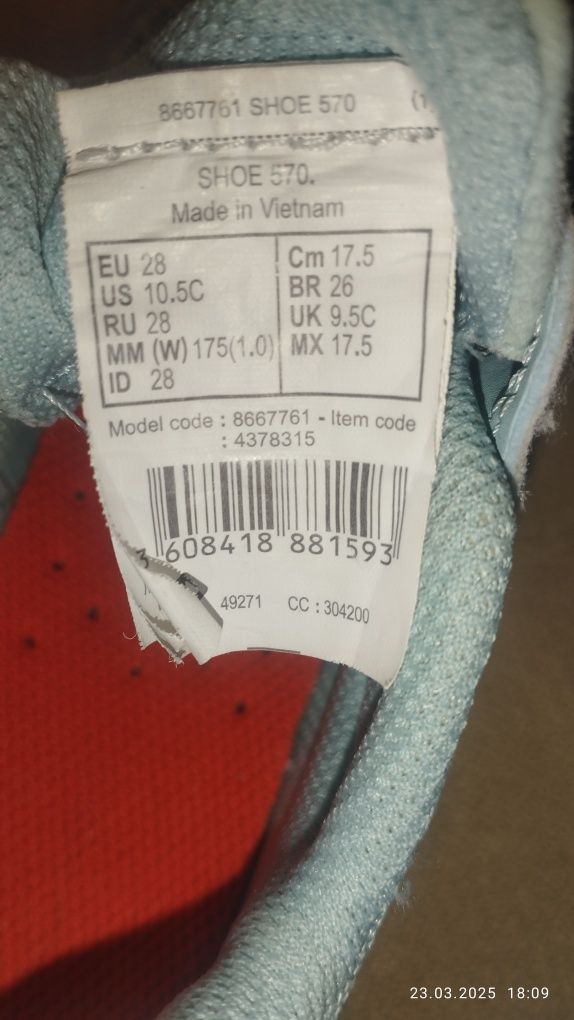 8667761 SHOE 570 (1
SHOE 570.
Made in Vietnam
EU 28
US 10.5C
RU 28
MM (W) 175(1.0)
ID 28
Cm 17.5
BR 26
UK 9.5C
MX 17.5
Model code : 8667761 - Item code
: 4378315
3 608418 881593
49271 CC : 304200
23.03.2025 18:09